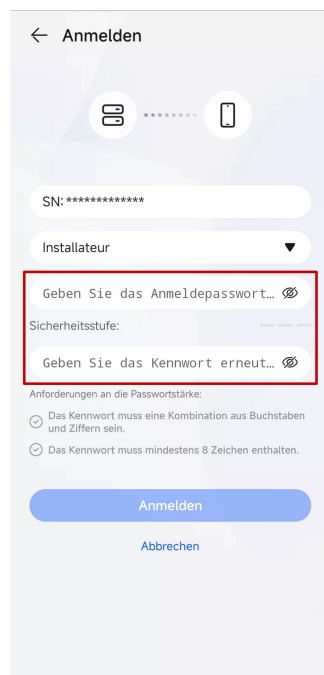 Anmelden
SN: *************
Installateur
Geben Sie das Anmeldepasswort…
Sicherheitsstufe:
Geben Sie das Kennwort erneut…
Anforderungen an die Passwortstärke:
Das Kennwort muss eine Kombination aus Buchstaben
und Ziffern sein.
Das Kennwort muss mindestens 8 Zeichen enthalten.
Anmelden
Abbrechen